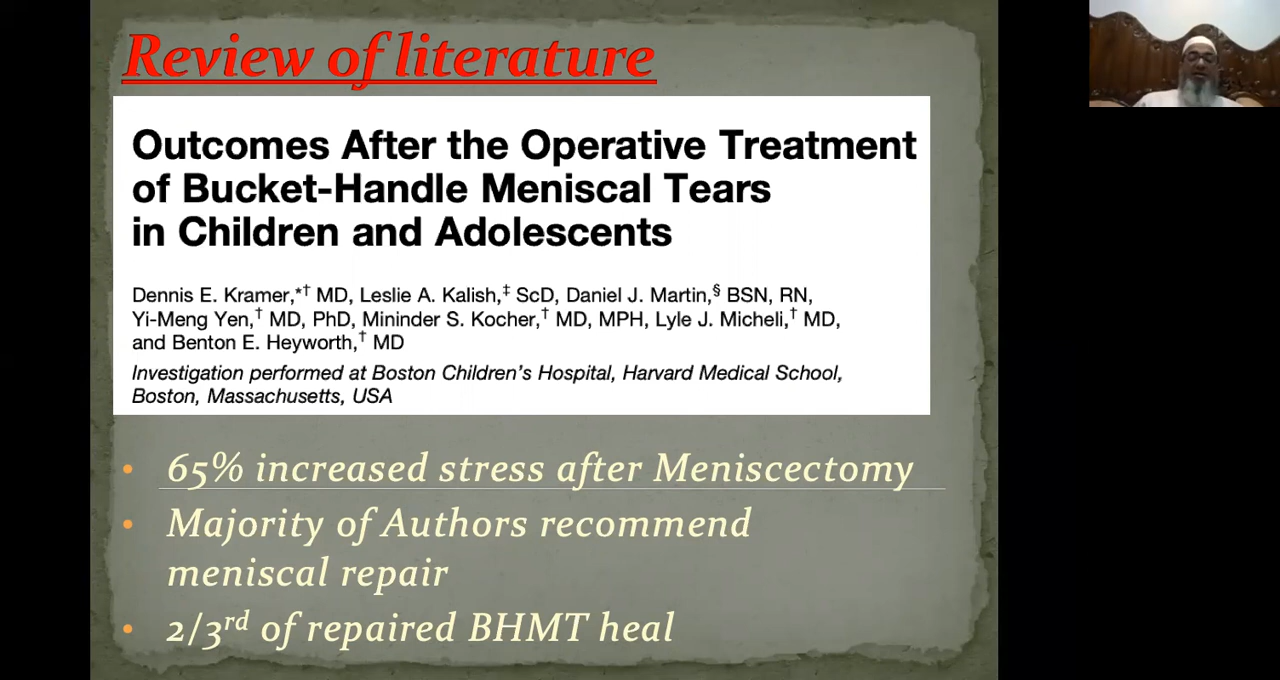 Review of literature
Outcomes After the Operative Treatment
of Bucket-Handle Meniscal Tears
in Children and Adolescents
Dennis E. Kramer,*† MD, Leslie A. Kalish,‡ ScD, Daniel J. Martin,§ BSN, RN,
Yi-Meng Yen,† MD, PhD, Mininder S. Kocher,† MD, MPH, Lyle J. Micheli,† MD,
and Benton E. Heyworth,† MD
Investigation performed at Boston Children's Hospital, Harvard Medical School,
Boston, Massachusetts, USA
• 65% increased stress after Meniscectomy
• Majority of Authors recommend
meniscal repair
• 2/3rd of repaired BHMT heal